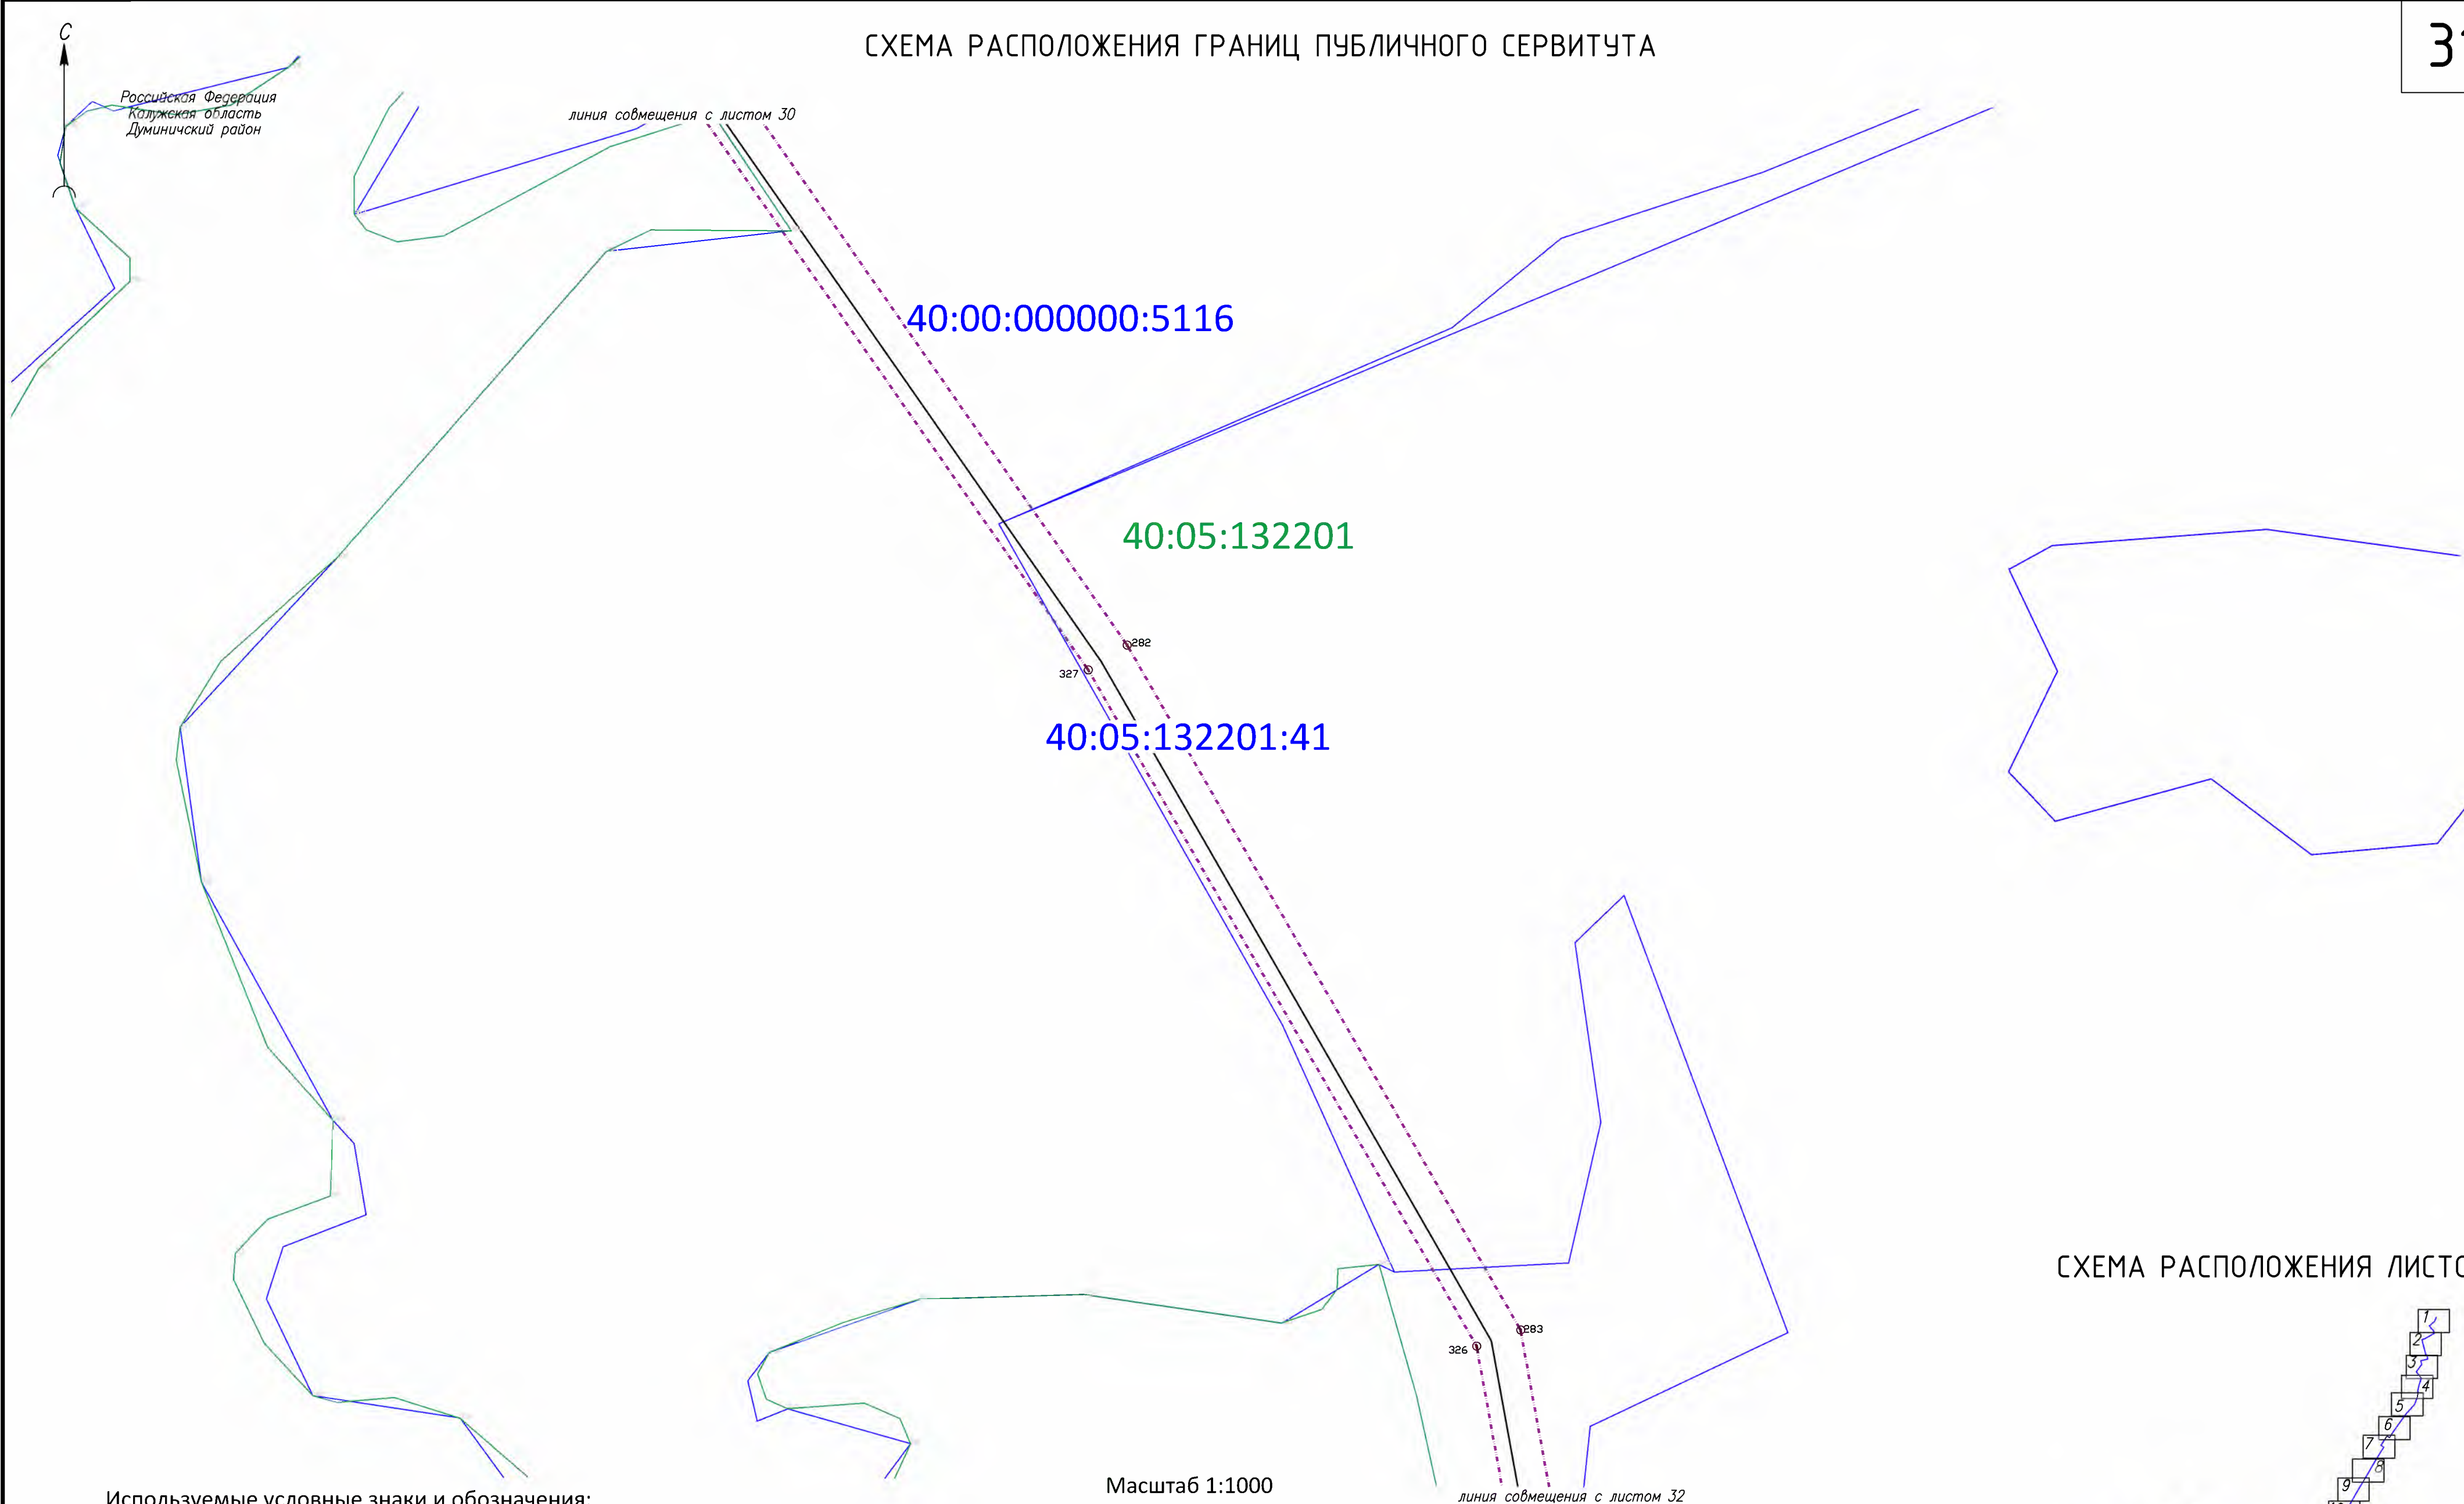 СХЕМА РАСПОЛОЖЕНИЯ ГРАНИЦ ПУБЛИЧНОГО СЕРВИТУТА
С
Российская Федерация
Калужская область
Думиничский район
линия совмещения с листом 30
40:00:000000:5116
40:05:132201
282
327
40:05:132201:41
283
326
СХЕМА РАСПОЛОЖЕНИЯ ЛИСТО
1
2
3
4
5
6
7
8
9
Масштаб 1:1000
линия совмещения с листом 32
Используемые условные знаки и обозначения: